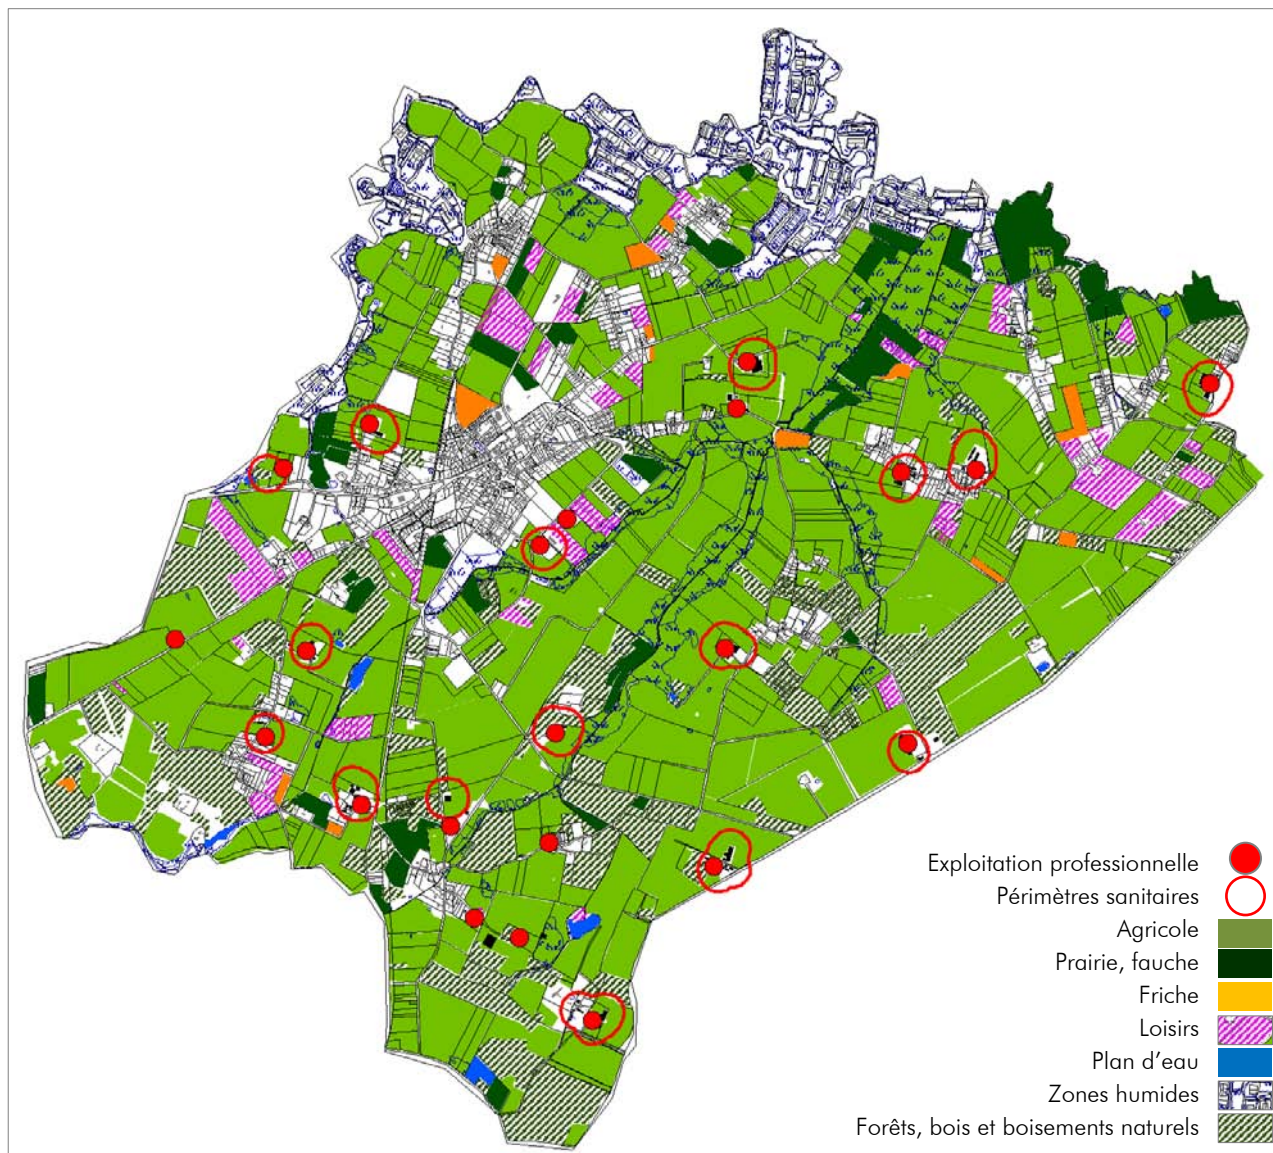 Exploitation professionnelle
Périmètres sanitaires
Agricole
Prairie, fauche
Friche
Loisirs
Plan d'eau
Zones humides
Forêts, bois et boisements naturels